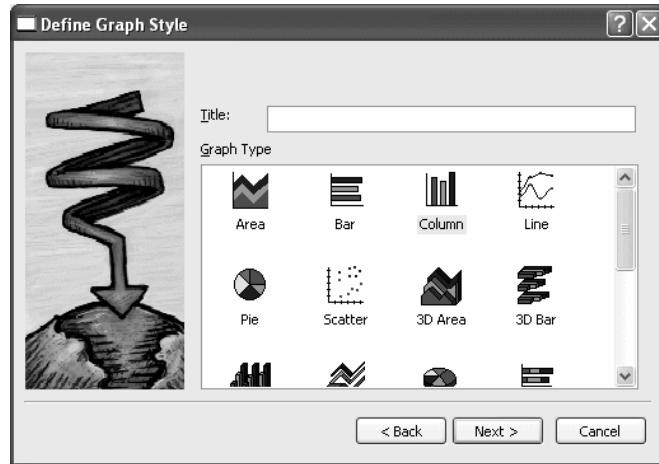 Define Graph Style
Title:
Graph Type
Area Bar Column Line
Pie Scatter 3D Area 3D Bar
< Back Next > Cancel